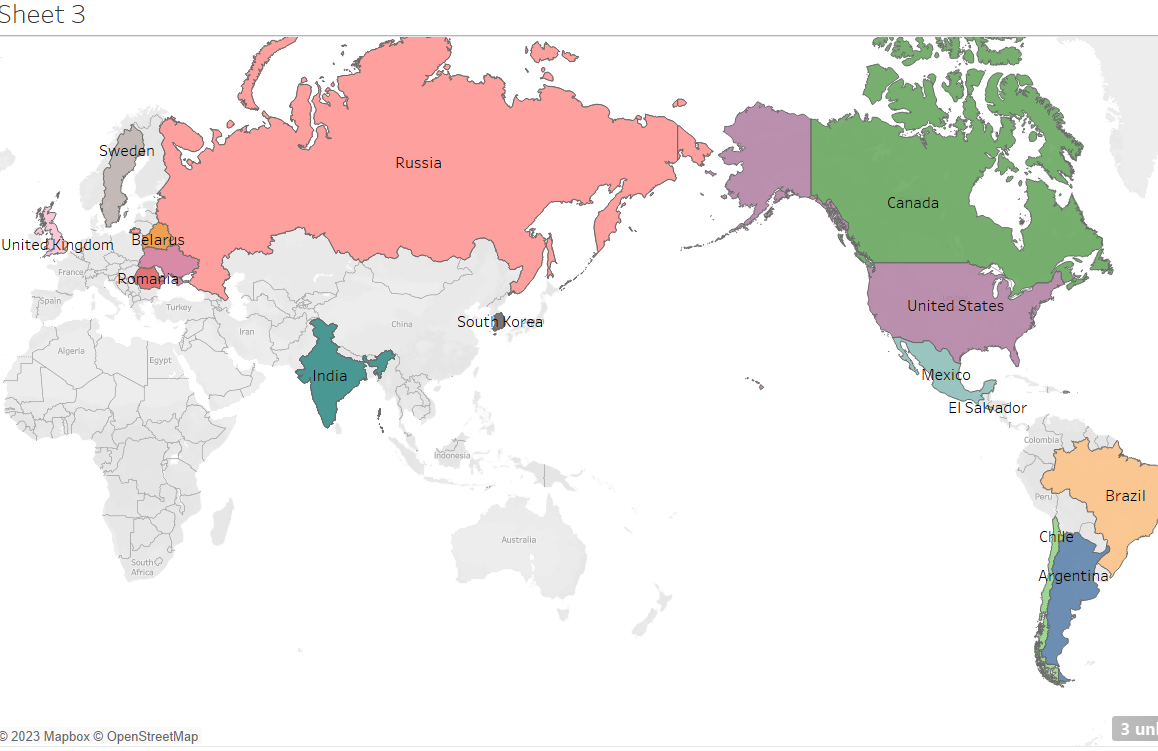 Sheet 3
Sweden
Russia
Canada
United Kingdom
Belarus
France
Romania
Spain
Turkey
United States
South Korea
China
Iran
Algeria
Egypt
India
Mexico
El Salvador
Colombia
Indonesia
Peru
Brazil
Australia
Chile
South
Africa
Argentina
© 2023 Mapbox © OpenStreetMap
3 un